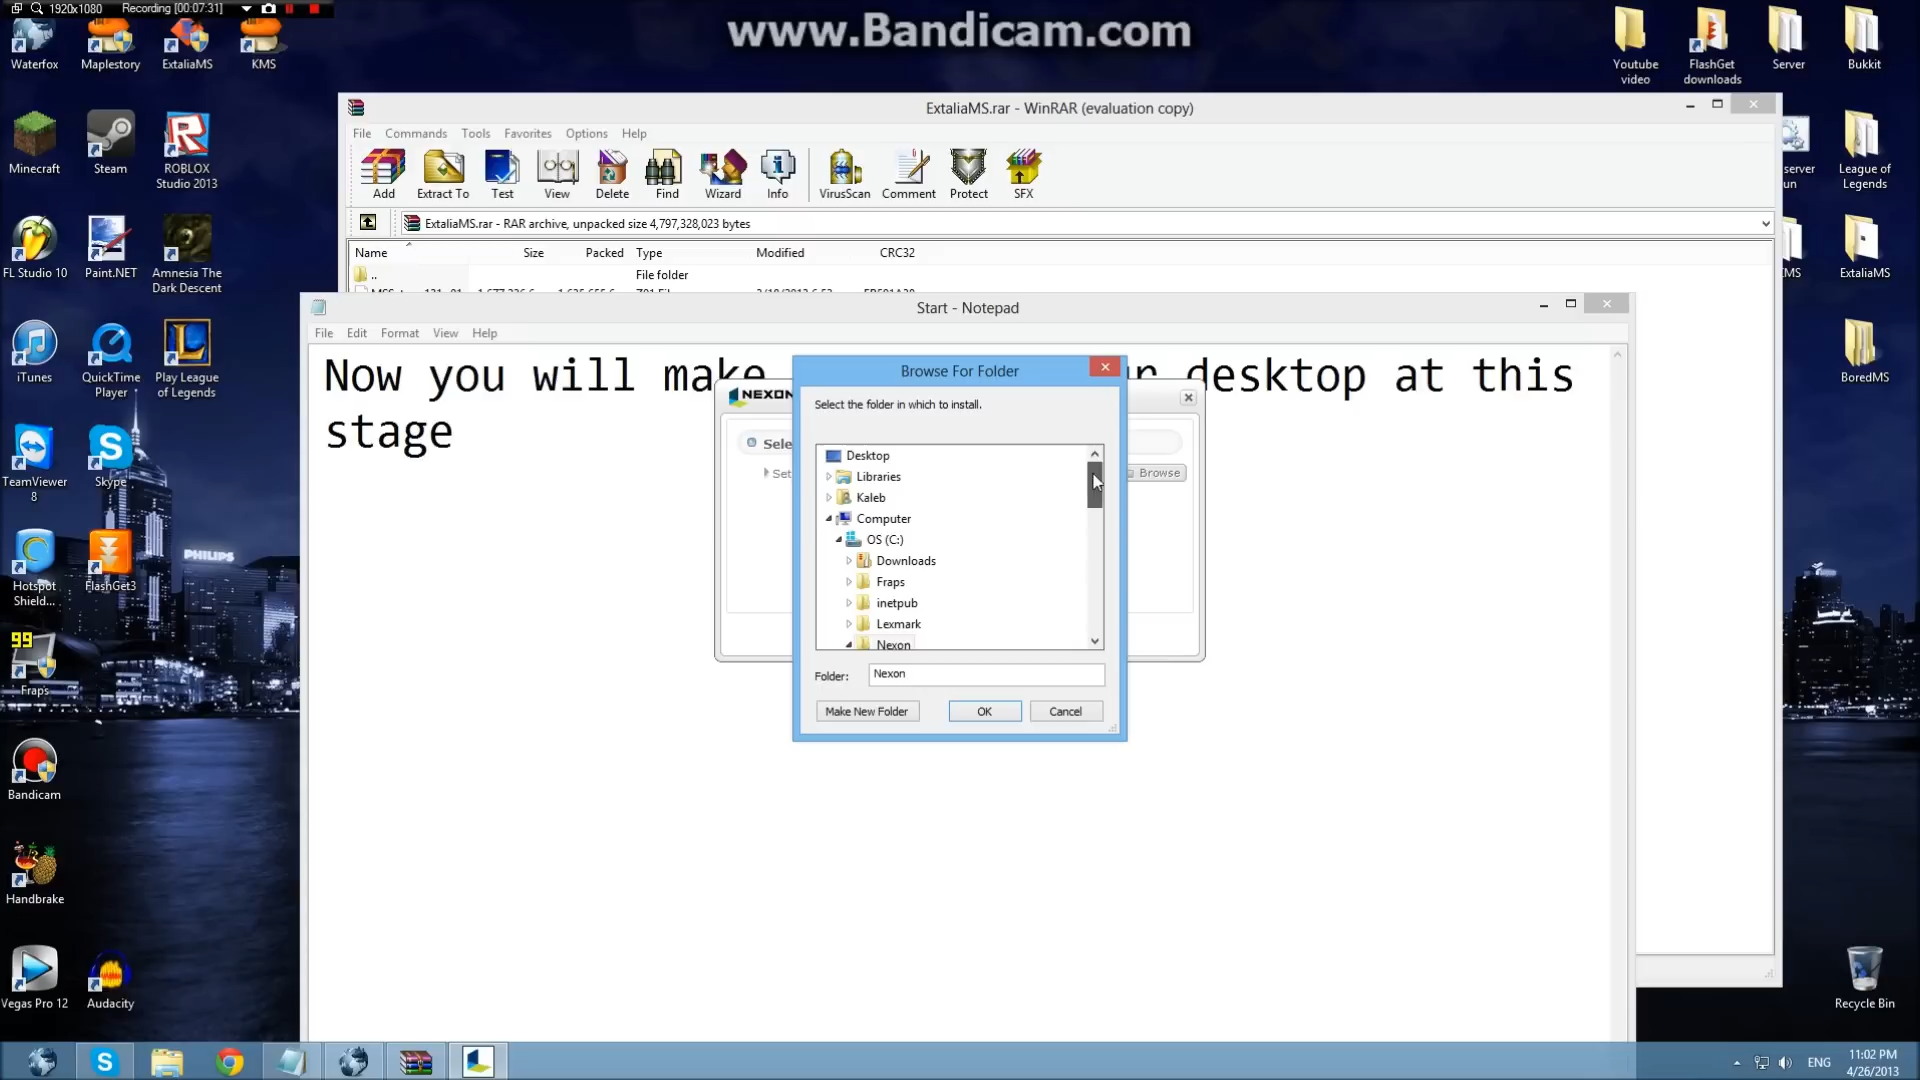 1920x1080 Recording [00:07:31]
www.Bandicam.com
Waterfox
Maplestory
ExtaliaMS
KMS
Minecraft
Steam
ROBLOX
Studio 2013
FL Studio 10
Paint.NET
Amnesia The
Dark Descent
iTunes
QuickTime
Player
Play League
of Legends
TeamViewer
8
Skype
Hotspot
Shield...
FlashGet3
PHILIPS
99
Fraps
Bandicam
Handbrake
Vegas Pro 12
Audacity
Youtube
video
FlashGet
downloads
Server
Bukkit
server
un
League of
Legends
ExtaliaMS
BoredMS
Recycle Bin
ExtaliaMS.rar - WinRAR (evaluation copy)
File Commands Tools Favorites Options Help
Add Extract To Test View Delete Find Wizard Info VirusScan Comment Protect SFX
ExtaliaMS.rar - RAR archive, unpacked size 4,797,328,023 bytes
Name Size Packed Type Modified CRC32
.. File folder
Start - Notepad
File Edit Format View Help
Now you will make desktop at this
stage
NEXON
Sele
Set
Browse
Browse For Folder
Select the folder in which to install.
Desktop
Libraries
Kaleb
Computer
OS (C:)
Downloads
Fraps
inetpub
Lexmark
Nexon
Folder: Nexon
Make New Folder OK Cancel
ENG
11:02 PM
4/26/2013